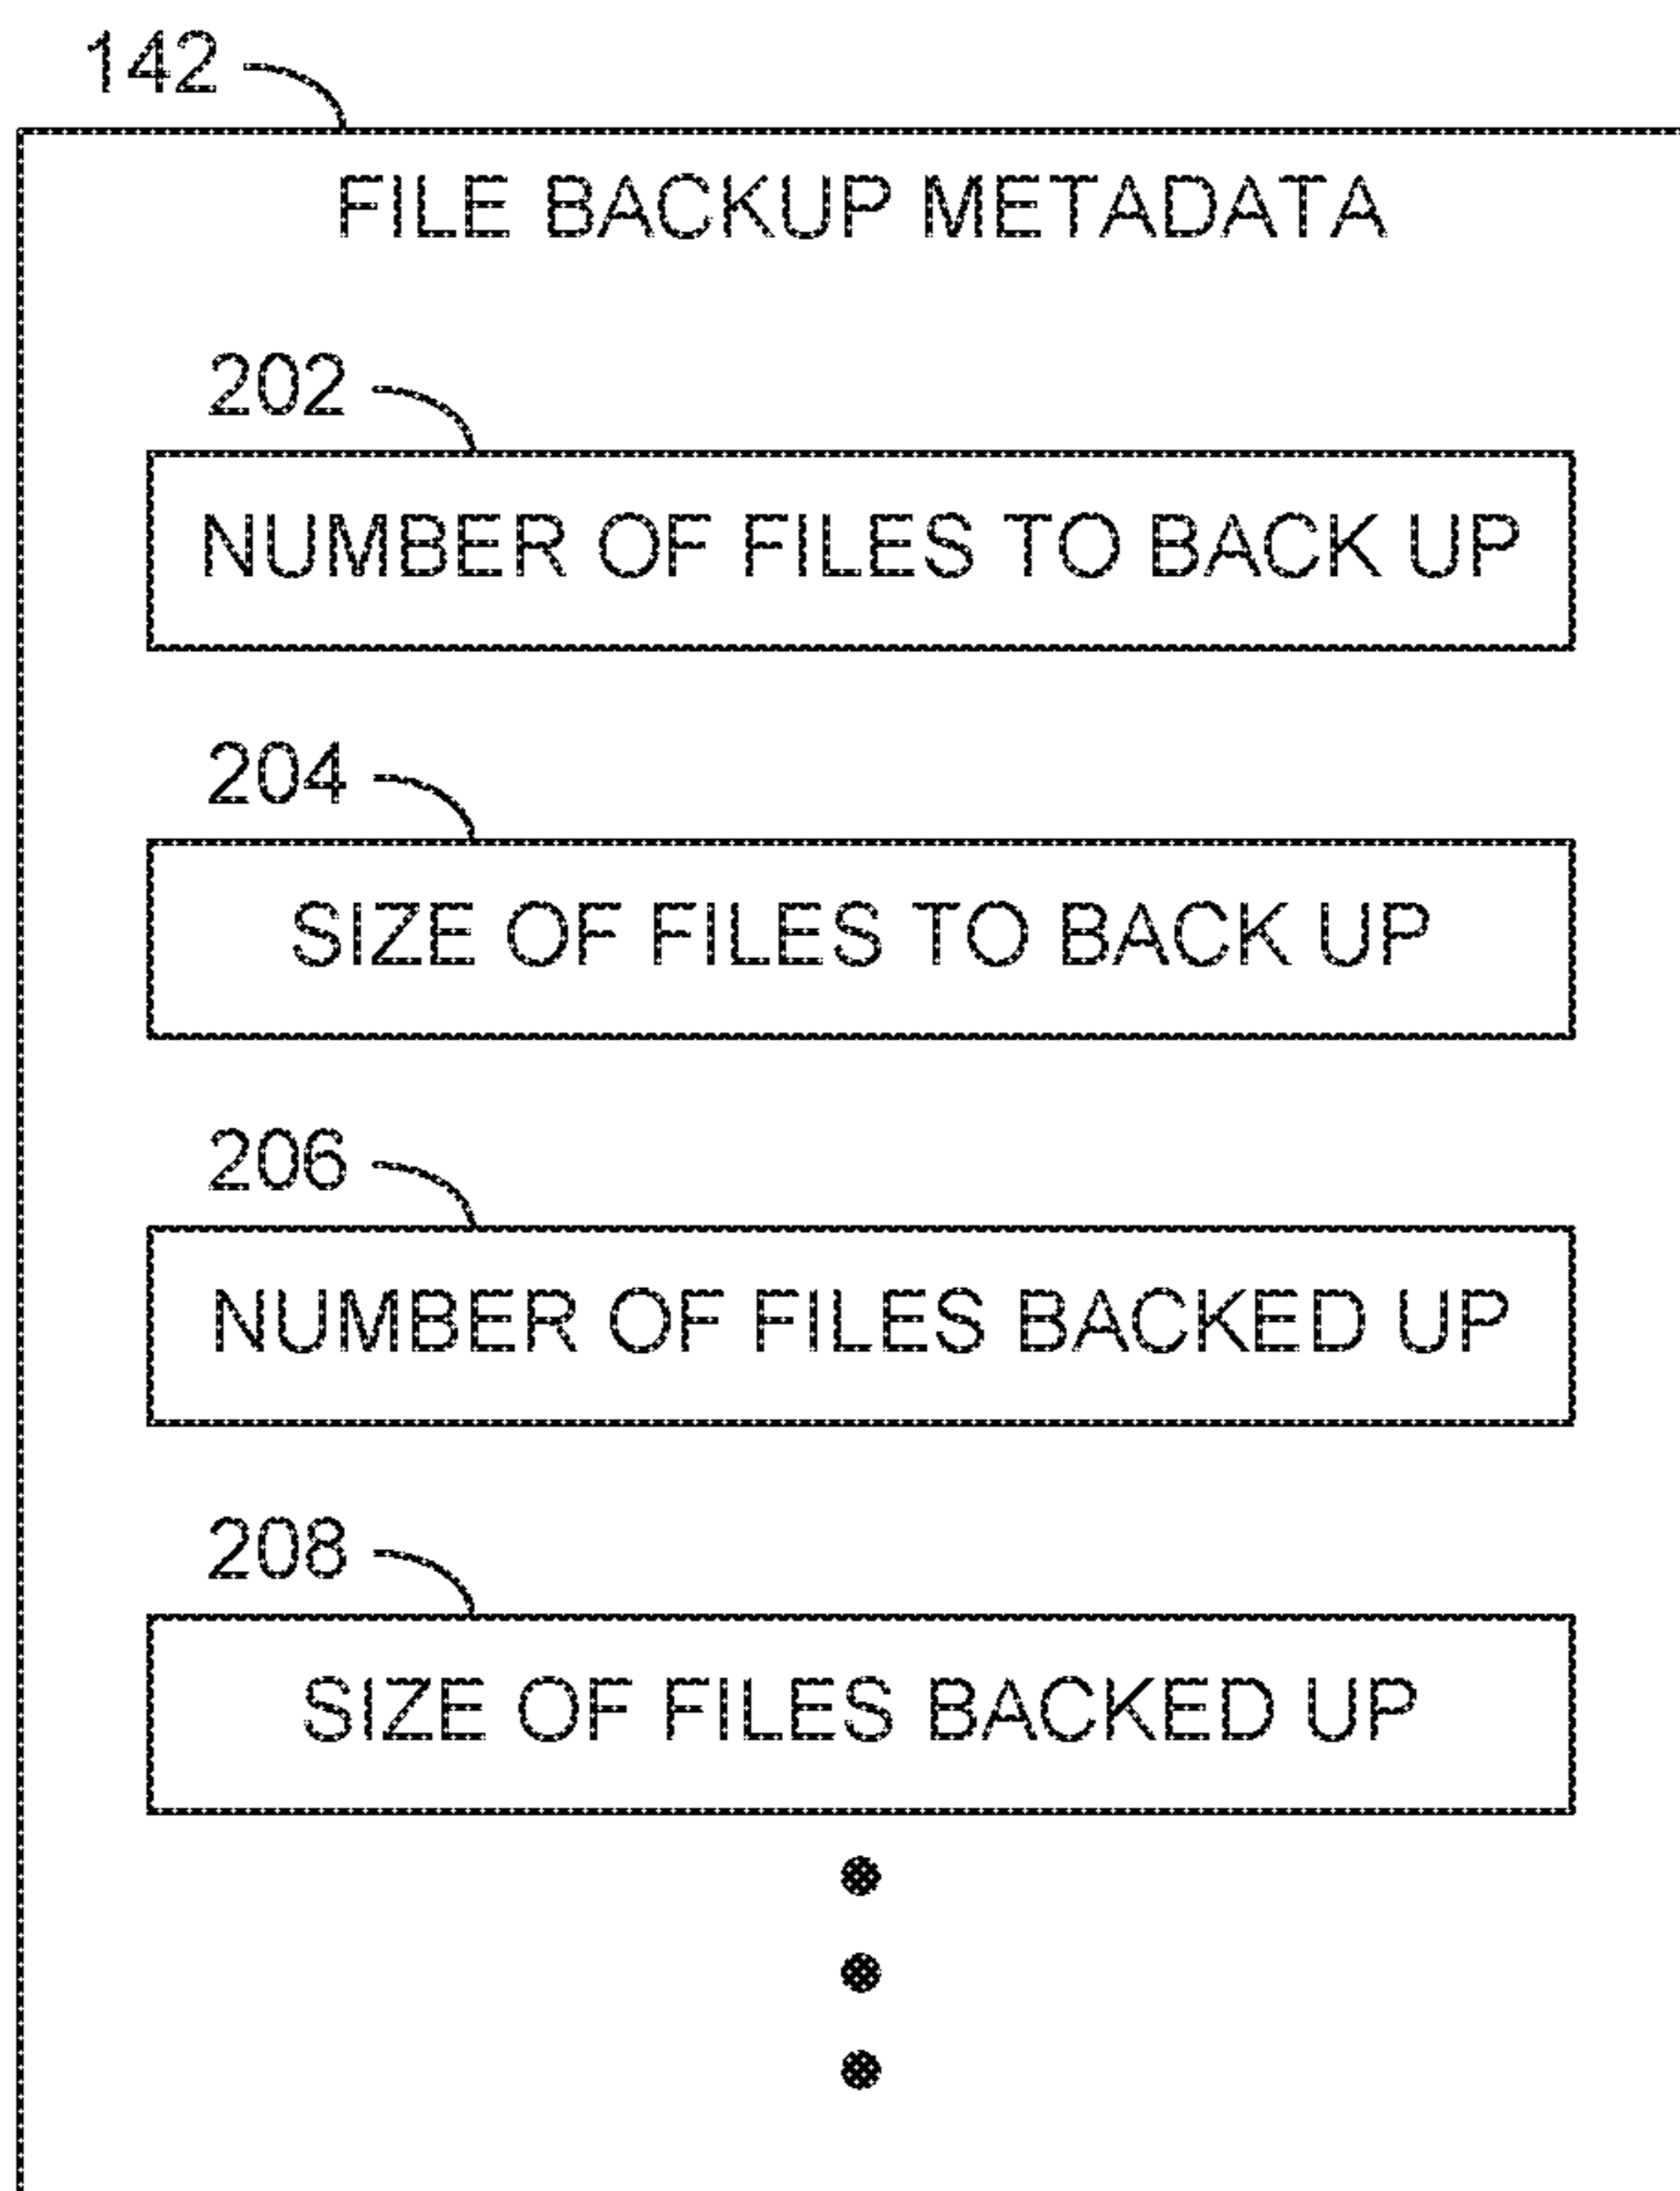 142
FILE BACKUP METADATA
202
NUMBER OF FILES TO BACK UP
204
SIZE OF FILES TO BACK UP
206
NUMBER OF FILES BACKED UP
208
SIZE OF FILES BACKED UP